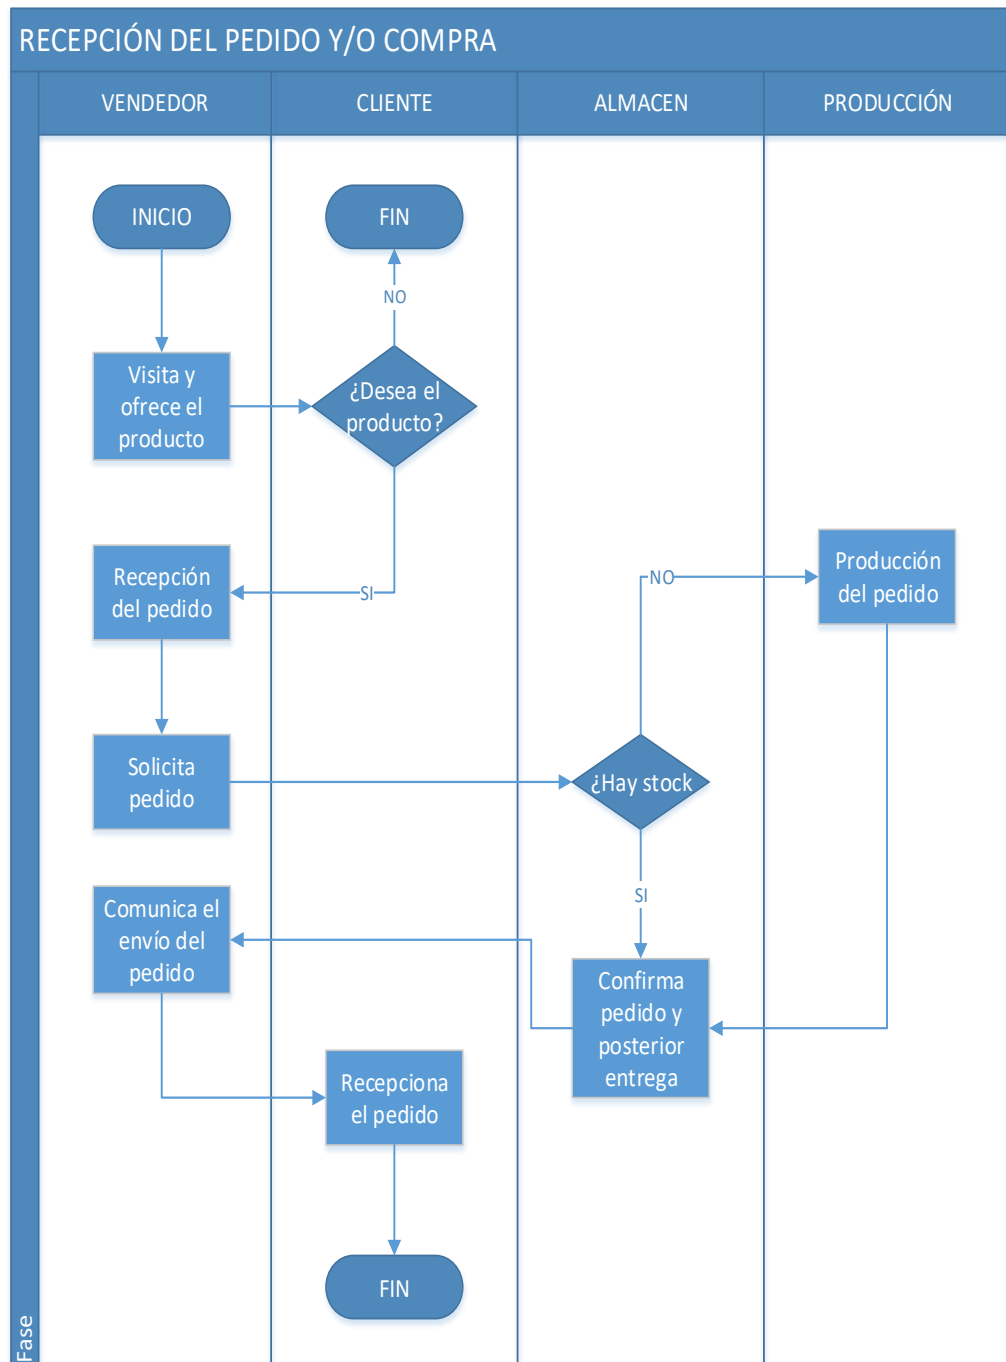 RECEPCIÓN DEL PEDIDO Y/O COMPRA
VENDEDOR
CLIENTE
ALMACEN
PRODUCCIÓN
INICIO
FIN
NO
Visita y
ofrece el
producto
¿Desea el
producto?
SI
Recepción
del pedido
NO
Producción
del pedido
Solicita
pedido
¿Hay stock
SI
Comunica el
envío del
pedido
Confirma
pedido y
posterior
entrega
Recepciona
el pedido
FIN
Fase